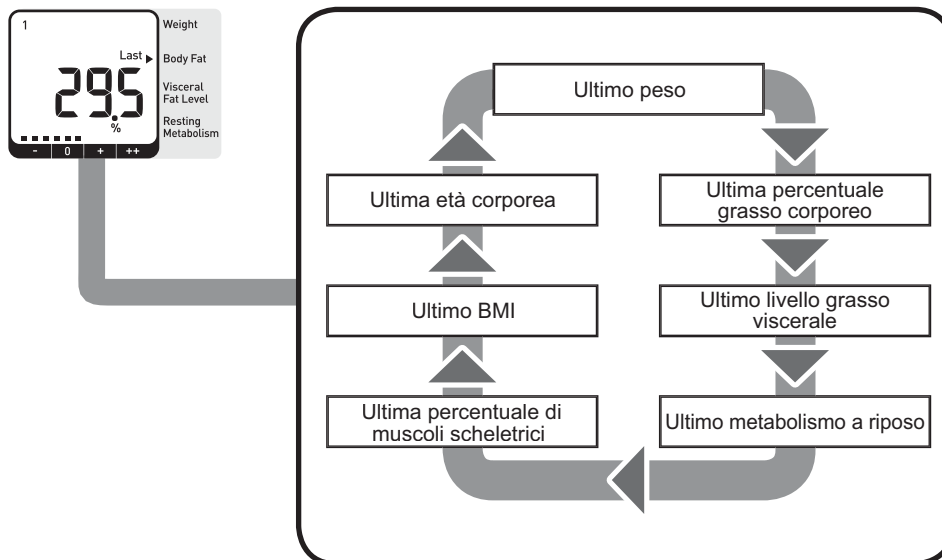 1
Weight
Last
Body Fat
29.5
%
Visceral
Fat Level
Resting
Metabolism
- 0 + ++
Ultimo peso
Ultima percentuale
grasso corporeo
Ultimo livello grasso
viscerale
Ultimo metabolismo a riposo
Ultima percentuale di
muscoli scheletrici
Ultimo BMI
Ultima età corporea